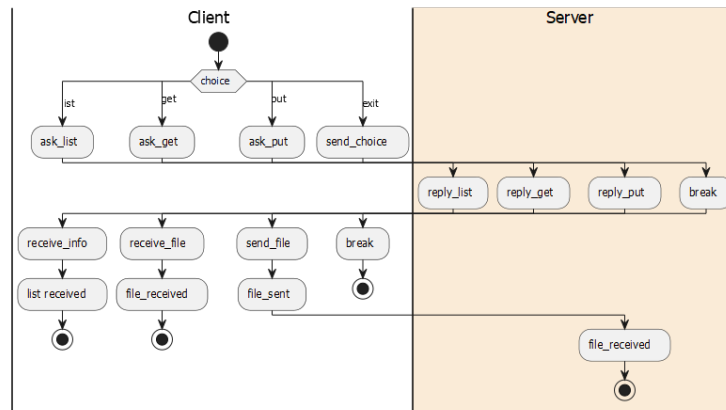 Client
Server
choice
list
get
put
exit
ask_list
ask_get
ask_put
send_choice
reply_list
reply_get
reply_put
break
receive_info
receive_file
send_file
break
list received
file_received
file_sent
file_received